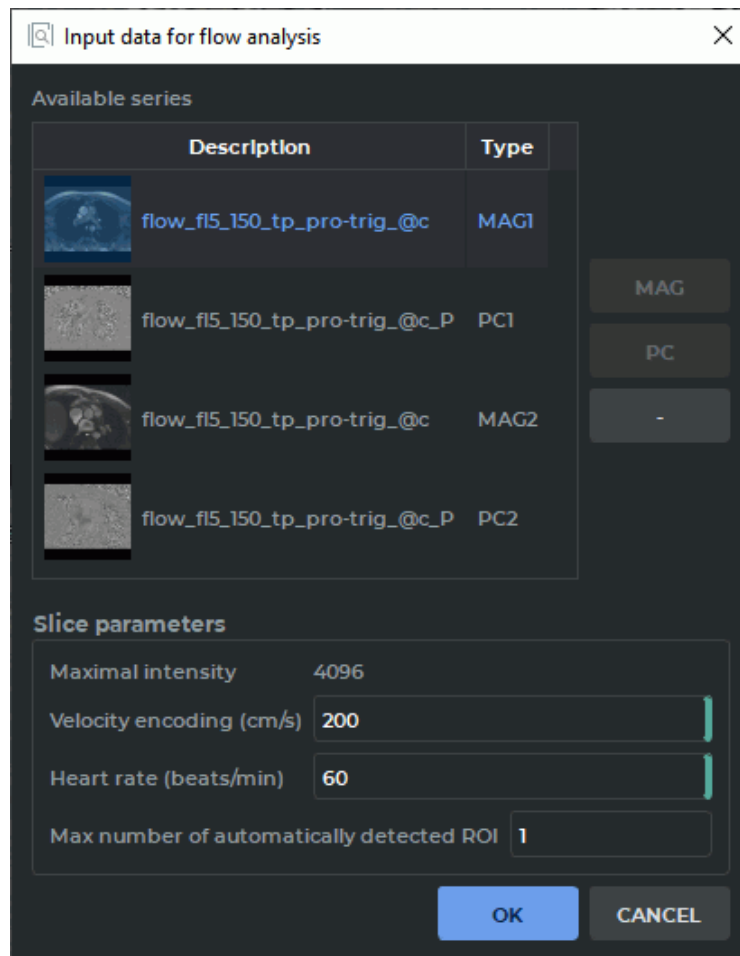 Input data for flow analysis
Available series
Description Type
flow_fl5_150_tp_pro-trig_@c MAG1
MAG
flow_fl5_150_tp_pro-trig_@c_P PC1
PC
flow_fl5_150_tp_pro-trig_@c MAG2
-
flow_fl5_150_tp_pro-trig_@c_P PC2
Slice parameters
Maximal intensity 4096
Velocity encoding (cm/s) 200
Heart rate (beats/min) 60
Max number of automatically detected ROI 1
OK CANCEL